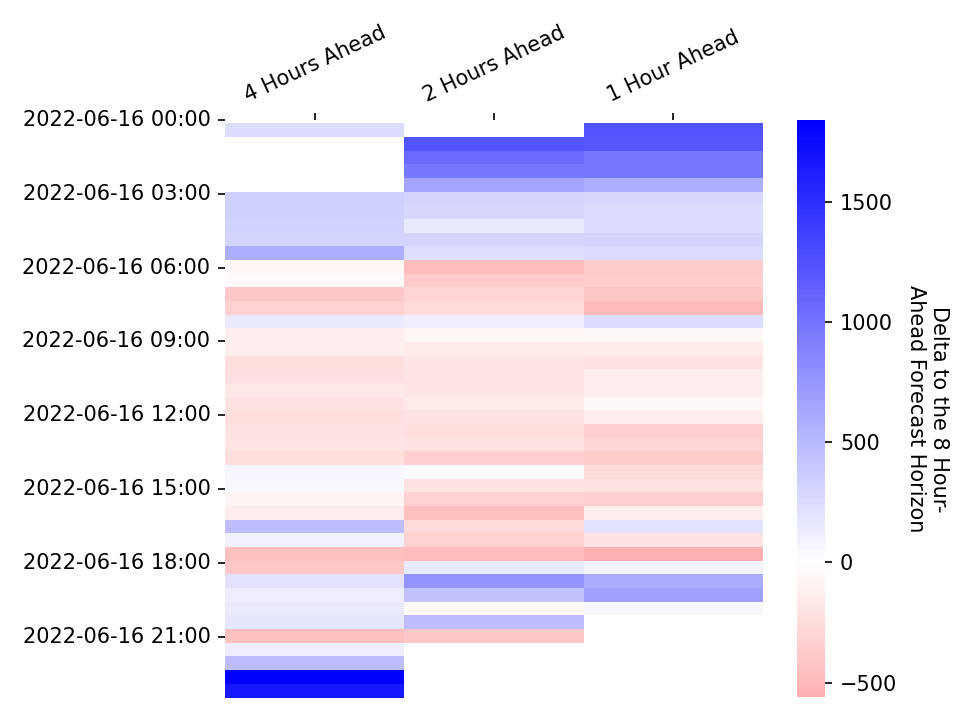 4 Hours Ahead
2 Hours Ahead
1 Hour Ahead
2022-06-16 00:00
2022-06-16 03:00
2022-06-16 06:00
2022-06-16 09:00
2022-06-16 12:00
2022-06-16 15:00
2022-06-16 18:00
2022-06-16 21:00
1500
1000
500
0
−500
Delta to the 8 Hour-
Ahead Forecast Horizon